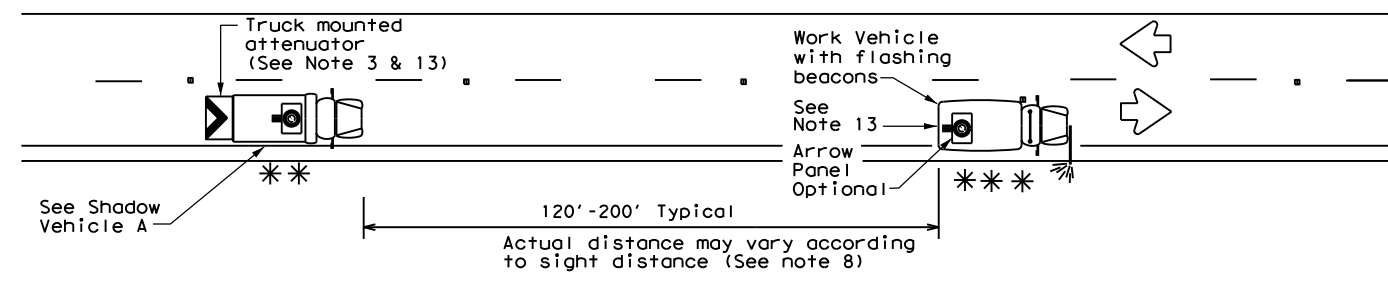 Truck mounted
attenuator
(See Note 3 & 13)
Work Vehicle
with flashing
beacons
See
Note 13
Arrow
Panel
Optional
See Shadow
Vehicle A
120'-200' Typical
Actual distance may vary according
to sight distance (See note 8)